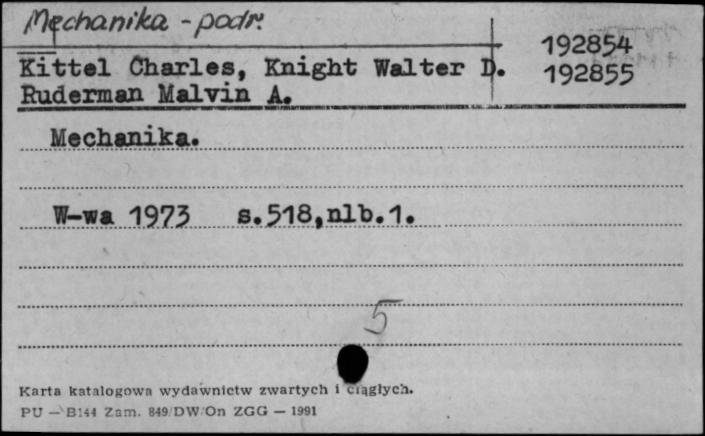 Mechanika - podr.
192854
192855
Kittel Charles, Knight Walter D.
Ruderman Malvin A.
Mechanika.
W-wa 1973 s.518,nlb.1.
5
Karta katalogowa wydawnictw zwartych i ciągłych.
PU — B144 Zam. 849/DW/On ZGG — 1991